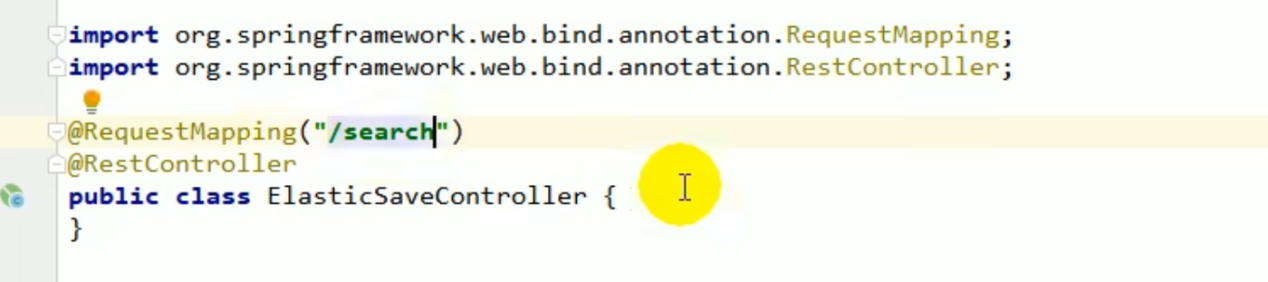 import org.springframework.web.bind.annotation.RequestMapping;
import org.springframework.web.bind.annotation.RestController;
@RequestMapping("/search")
@RestController
public class ElasticSaveController {
}